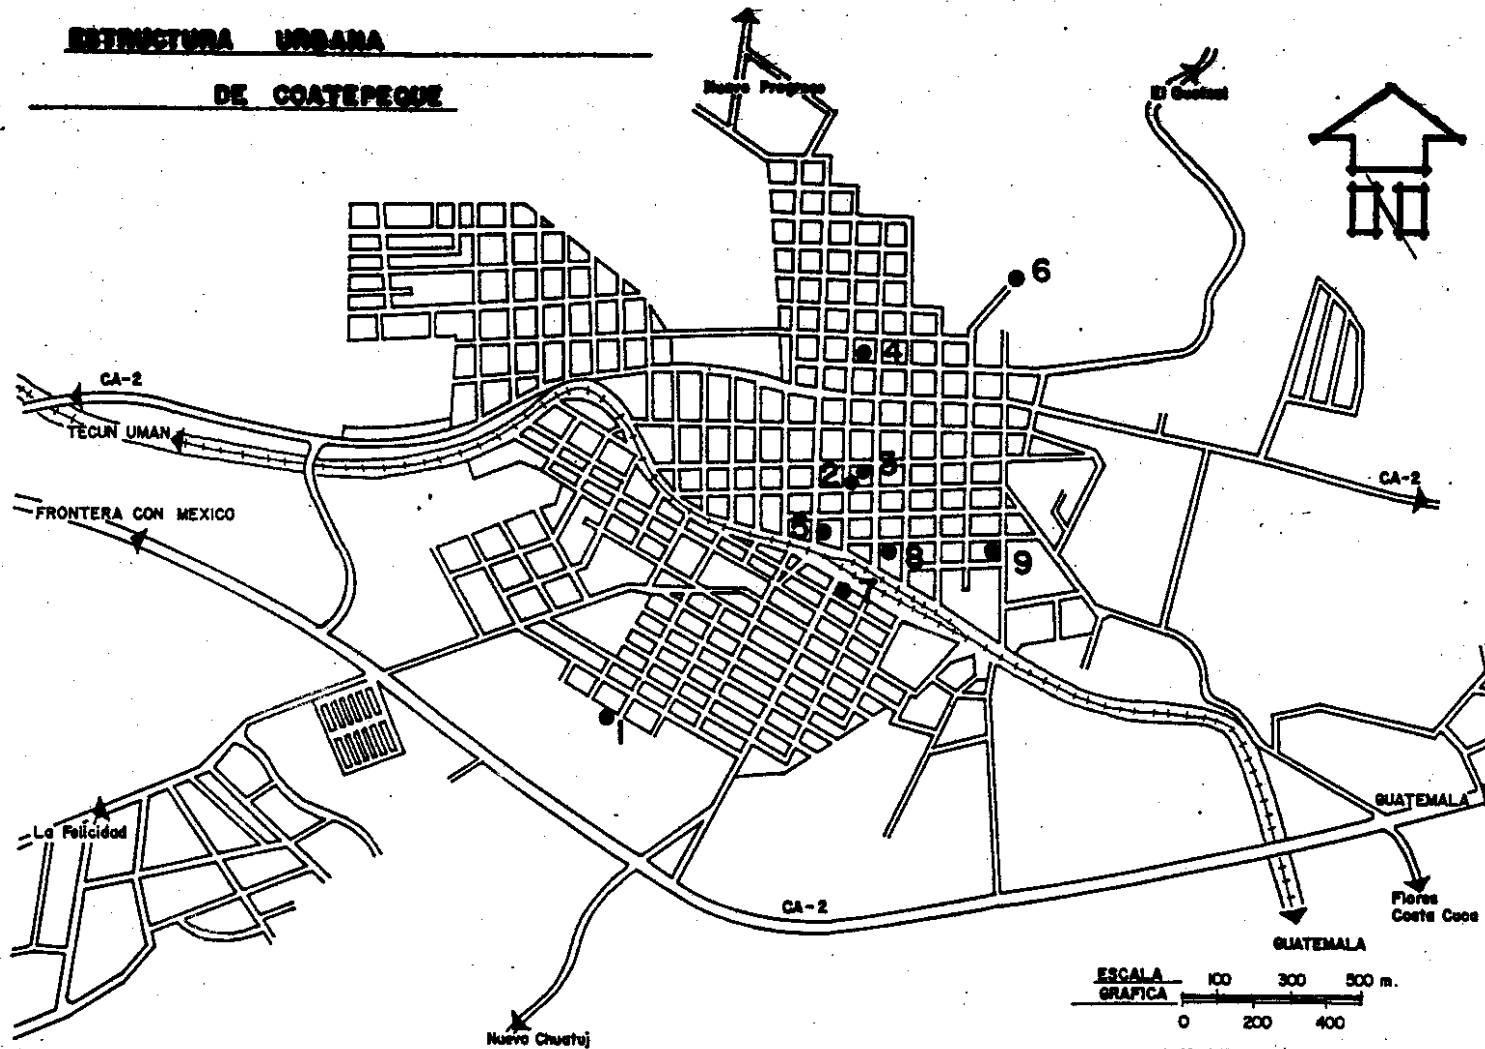 ESTRUCTURA URBANA
DE COATEPEQUE
Nuevo Progreso
N
6
4
CA-2
TECUN UMAN
FRONTERA CON MEXICO
2
3
5
8
9
7
1
CA-2
La Felicidad
CA-2
GUATEMALA
Flores
Costa Cuca
GUATEMALA
Nuevo Chuatuj
ESCALA
GRAFICA
100 300 500 m.
0 200 400